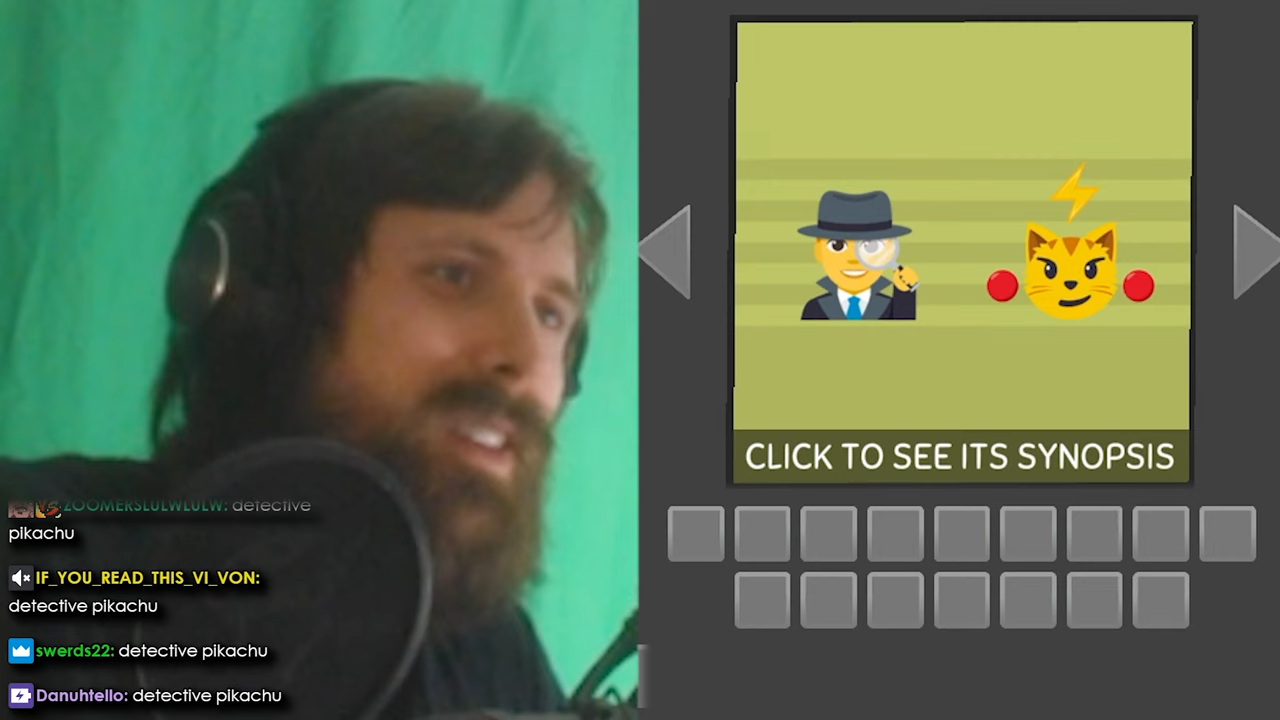 ZOOMERSLULWLULW: detective
pikachu
IF_YOU_READ_THIS_VI_VON:
detective pikachu
swerds22: detective pikachu
Danuhtello: detective pikachu
CLICK TO SEE ITS SYNOPSIS